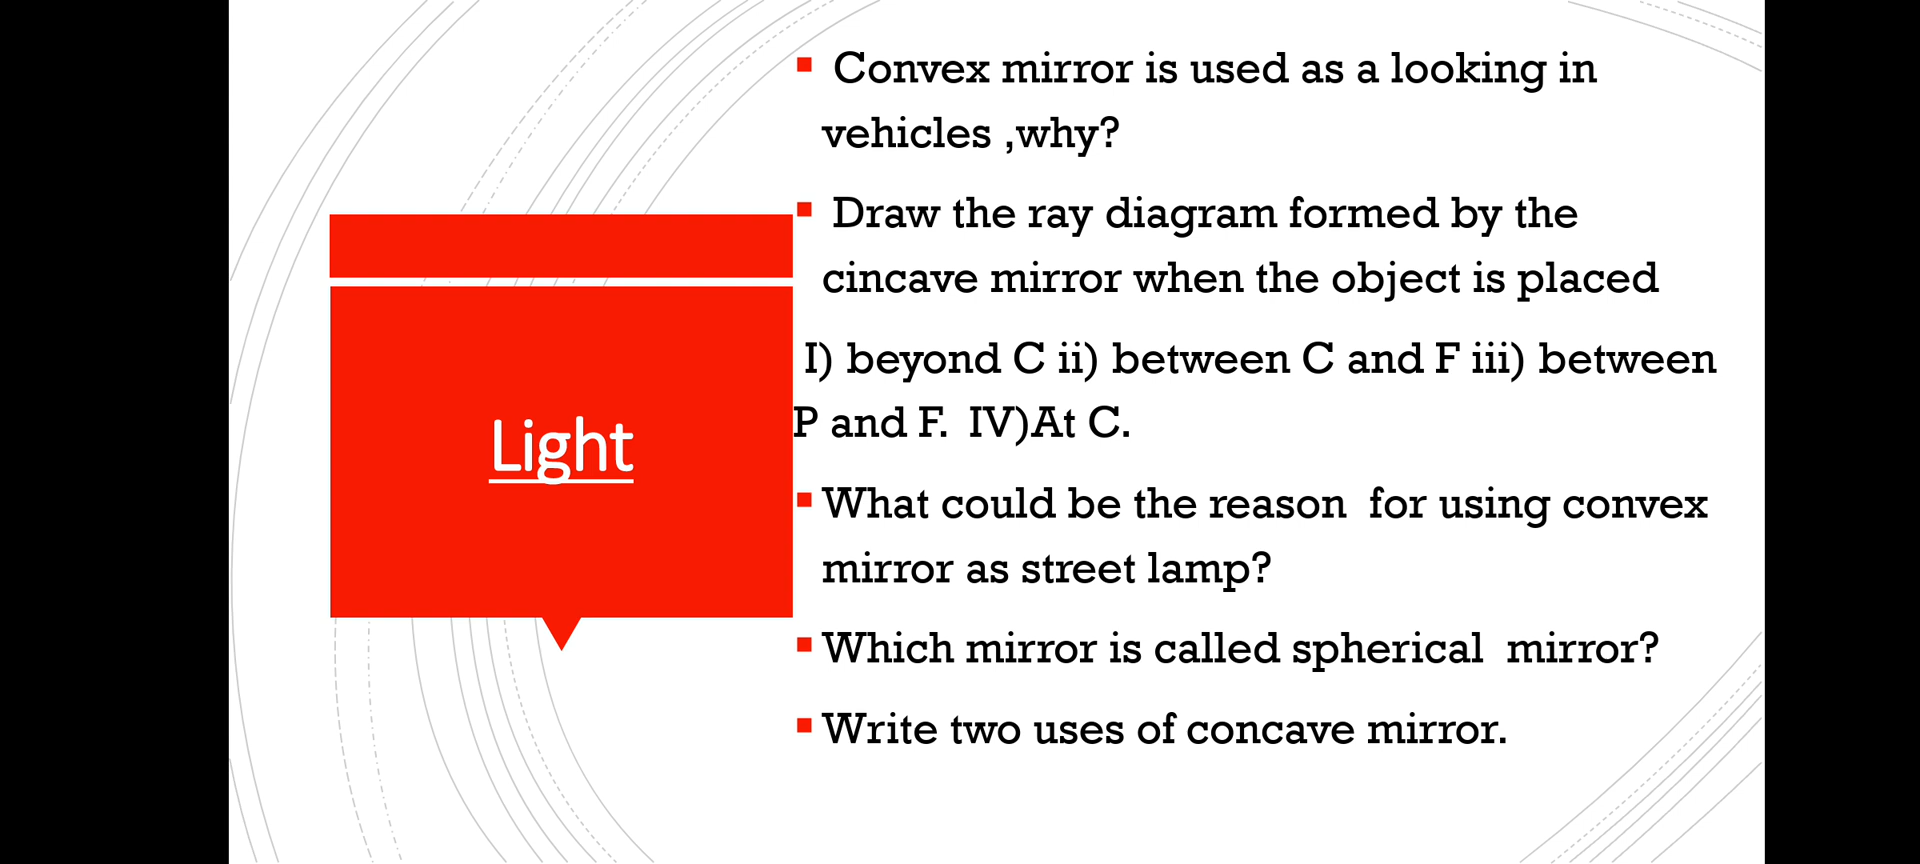 Light
Convex mirror is used as a looking in
vehicles ,why?
Draw the ray diagram formed by the
cincave mirror when the object is placed
I) beyond C ii) between C and F iii) between
P and F. IV)At C.
What could be the reason for using convex
mirror as street lamp?
Which mirror is called spherical mirror?
Write two uses of concave mirror.